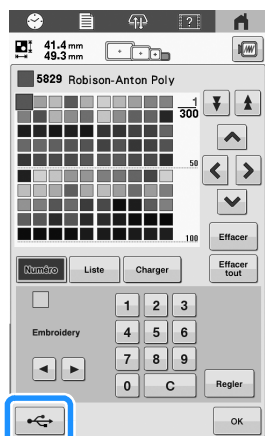 ?
41.4 mm
49.3 mm
5829 Robison-Anton Poly
1
300
50
100
Effacer
Numéro
Liste
Charger
Effacer tout
Embroidery
1 2 3
4 5 6
7 8 9
0 C
Regler
OK